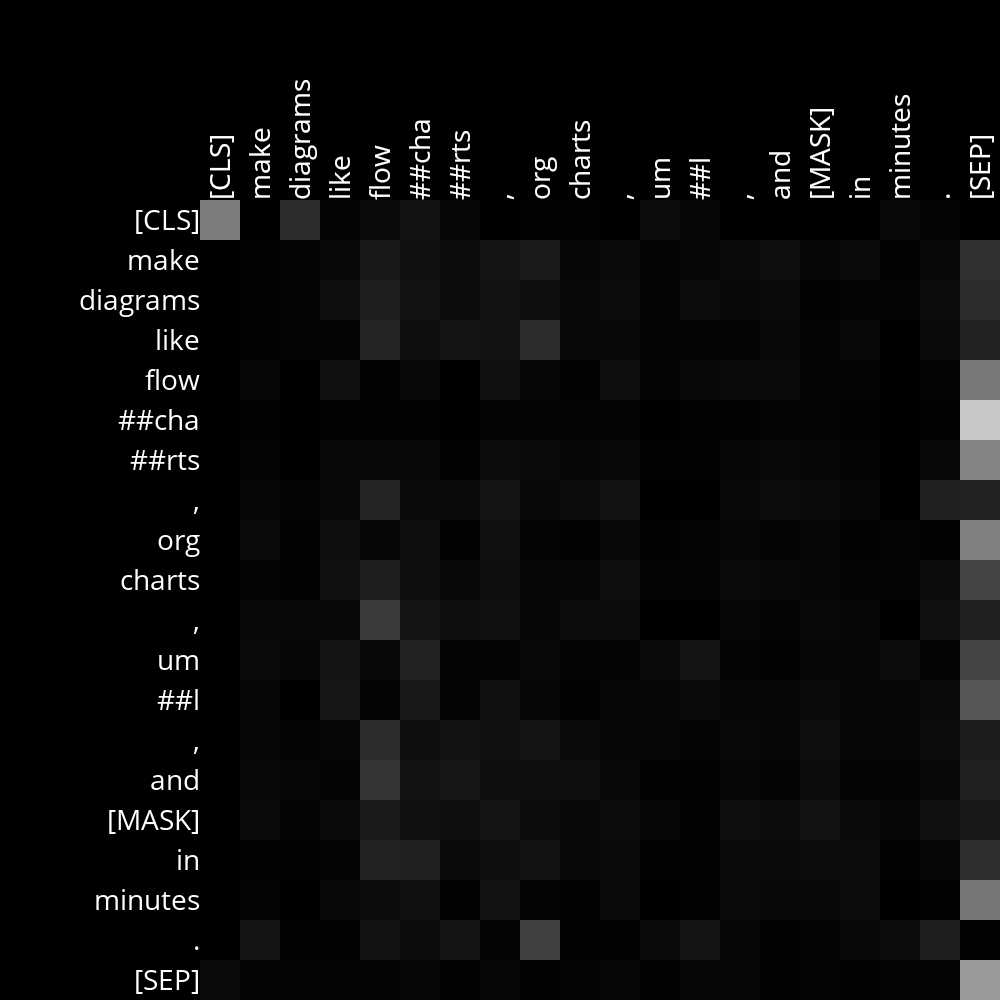 [CLS] make diagrams like flow ##cha ##rts , org charts , um ##l , and [MASK] in minutes . [SEP]
[CLS]
make
diagrams
like
flow
##cha
##rts
,
org
charts
,
um
##l
,
and
[MASK]
in
minutes
.
[SEP]